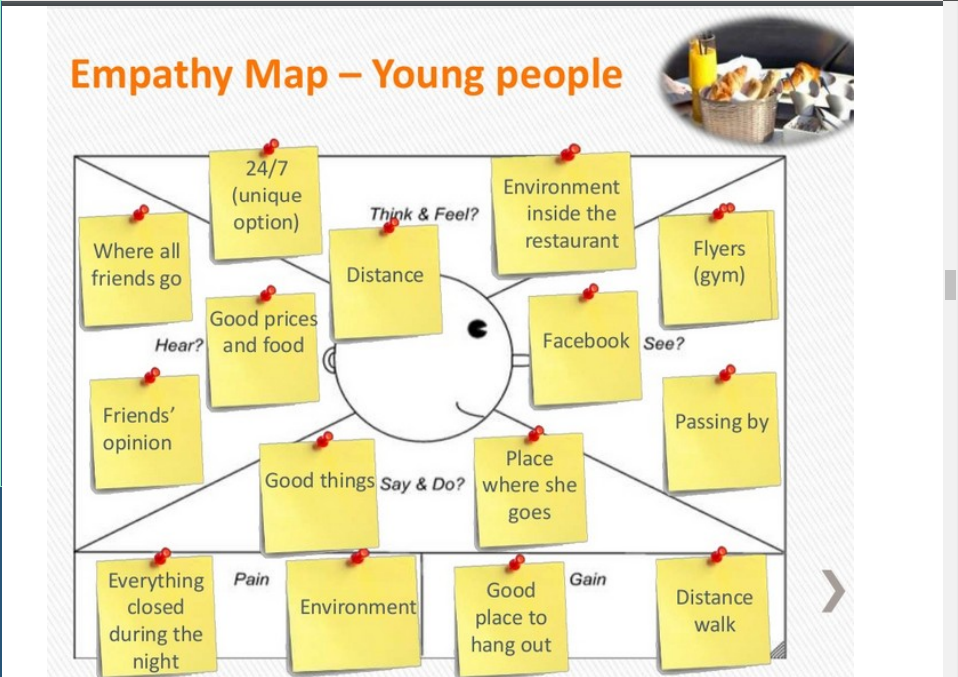 Empathy Map – Young people
24/7
(unique
option)
Think & Feel?
Environment
inside the
restaurant
Where all
friends go
Distance
Flyers
(gym)
Good prices
and food
Hear?
Facebook
See?
Friends’
opinion
Passing by
Good things
Say & Do?
Place
where she
goes
Everything
closed
during the
night
Pain
Environment
Good
place to
hang out
Gain
Distance
walk